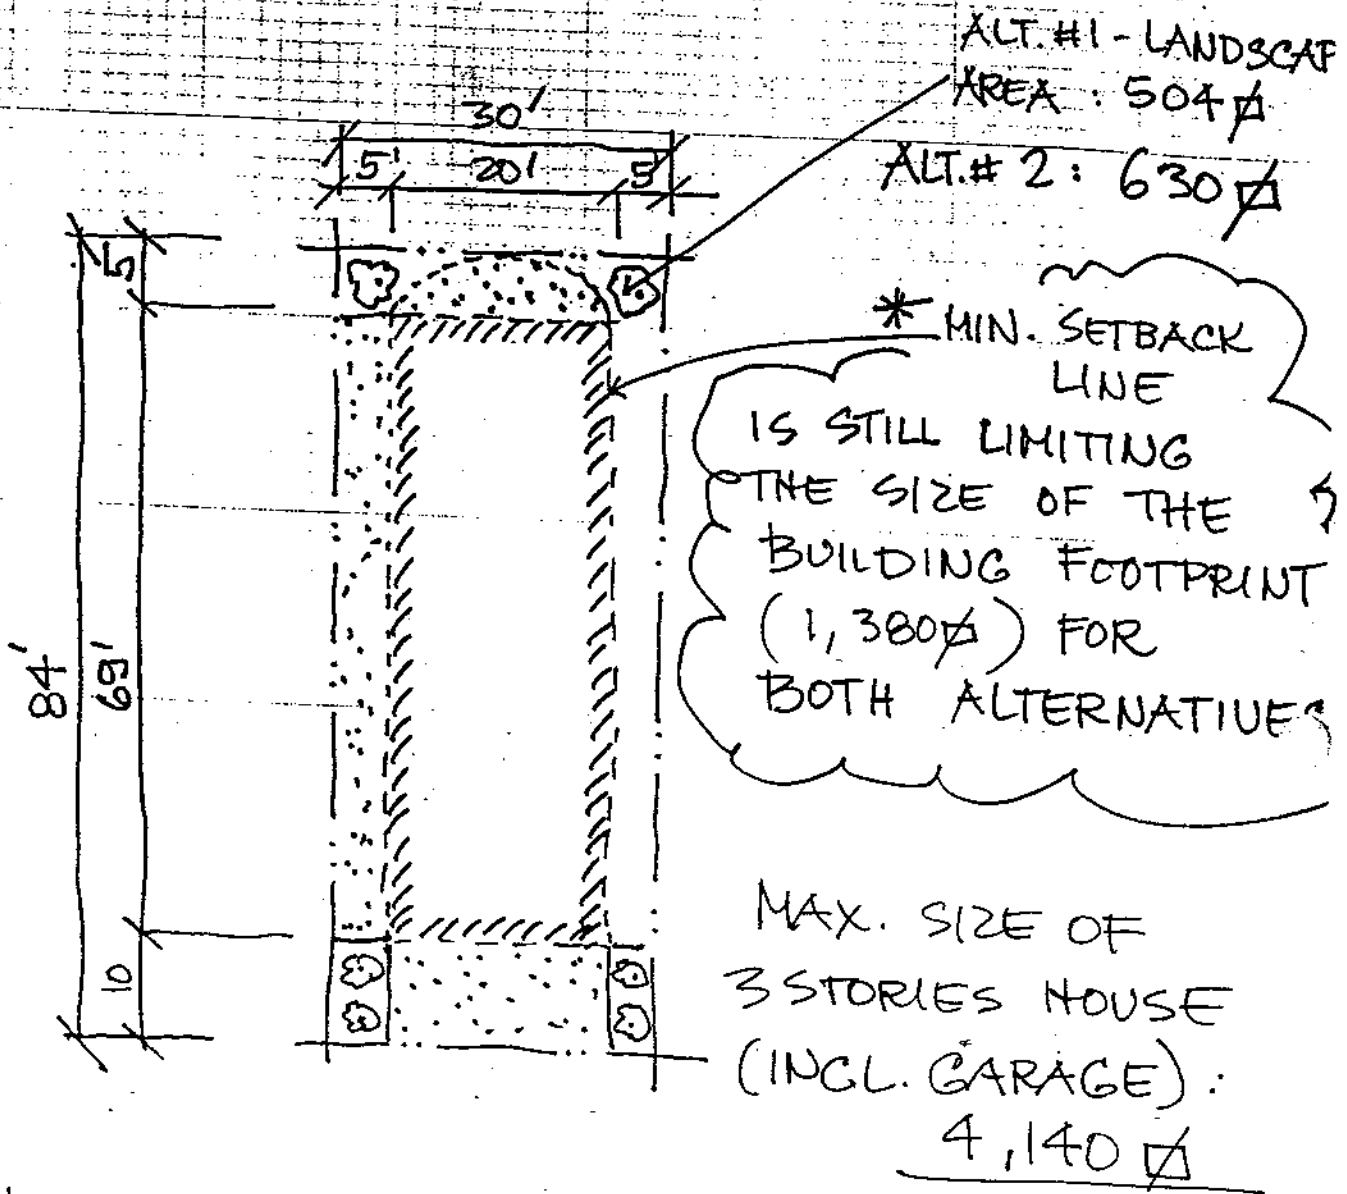 ALT. #1 - LANDSCAP
AREA : 504 ⏍
ALT.# 2 : 630 ⏍
30'
5' 20' 5'
5
84'
69'
10
* MIN. SETBACK
LINE
IS STILL LIMITING
THE SIZE OF THE
BUILDING FOOTPRINT
(1,380 ⏍) FOR
BOTH ALTERNATIVES
MAX. SIZE OF
3 STORIES HOUSE
(INCL. GARAGE) :
4,140 ⏍